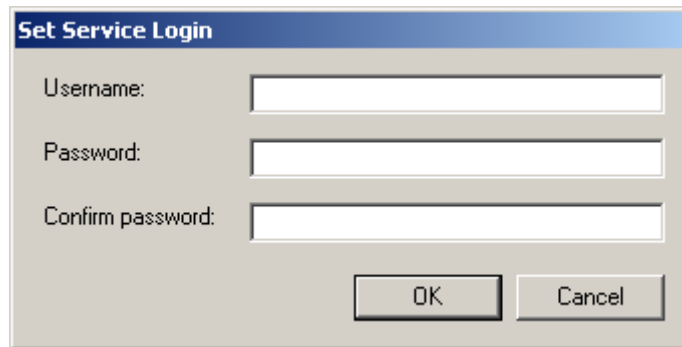 Set Service Login
Username:
Password:
Confirm password:
OK Cancel